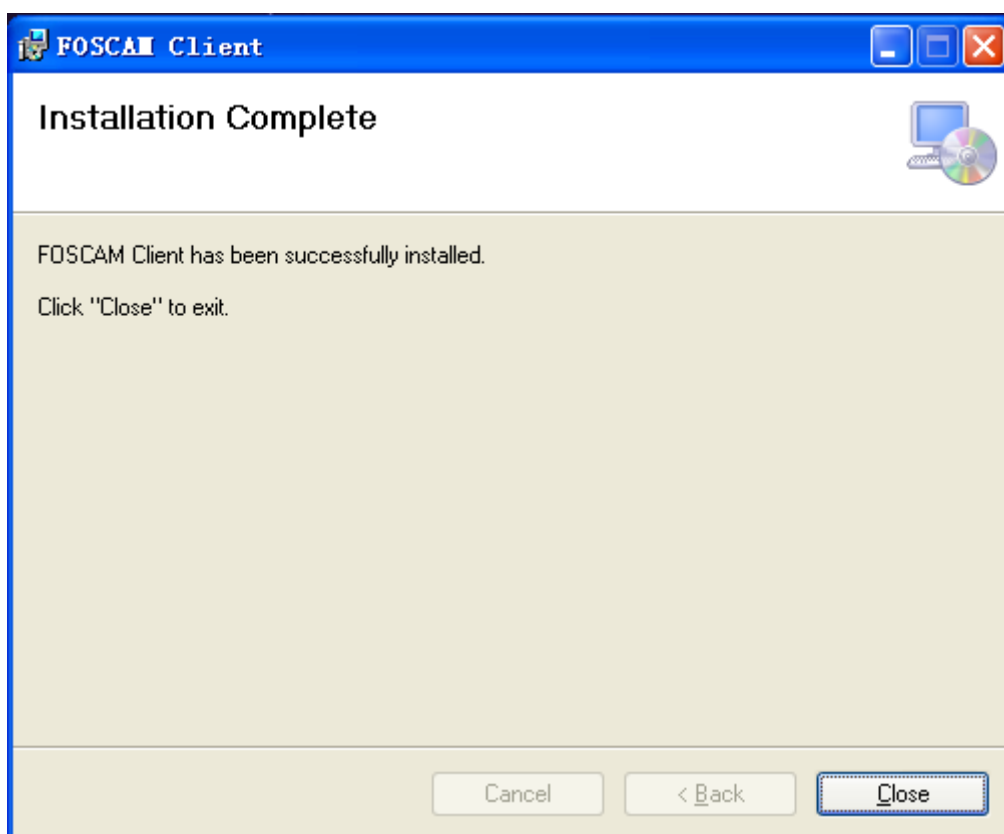 FOSCAM Client
Installation Complete
FOSCAM Client has been successfully installed.
Click "Close" to exit.
Cancel
< Back
Close